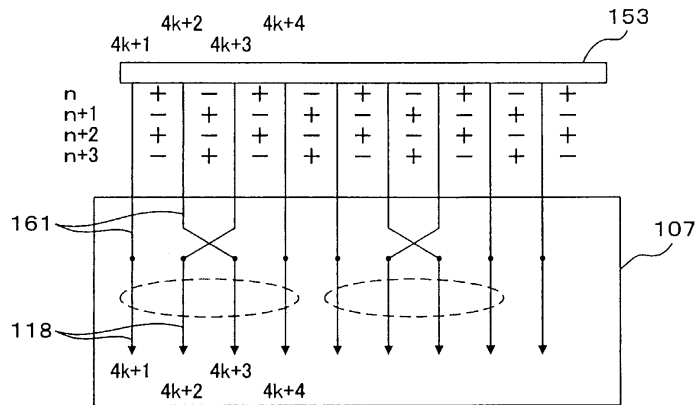 4k+2 4k+4
4k+1 4k+3
153
n + − + − + − + − +
n+1 − + − + − + − + −
n+2 + − + − + − + − +
n+3 − + − + − + − + −
161
107
118
4k+1 4k+3
4k+2 4k+4